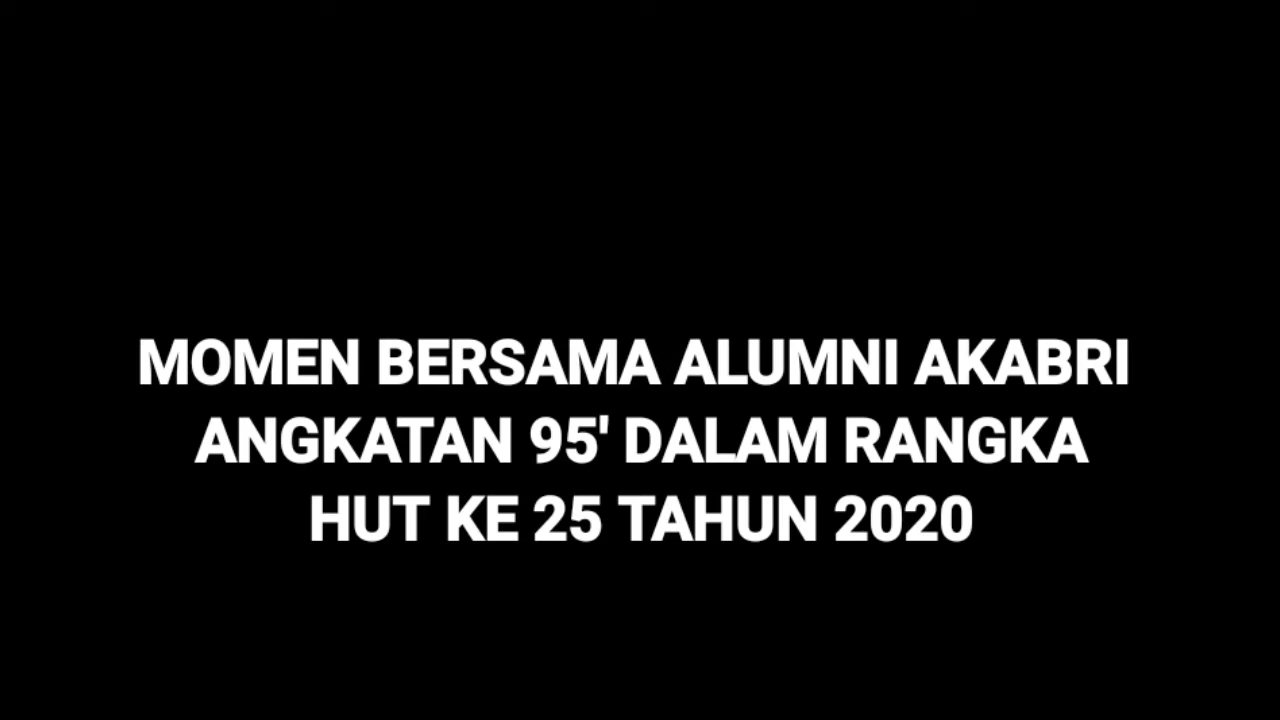 MOMEN BERSAMA ALUMNI AKABRI
ANGKATAN 95' DALAM RANGKA
HUT KE 25 TAHUN 2020